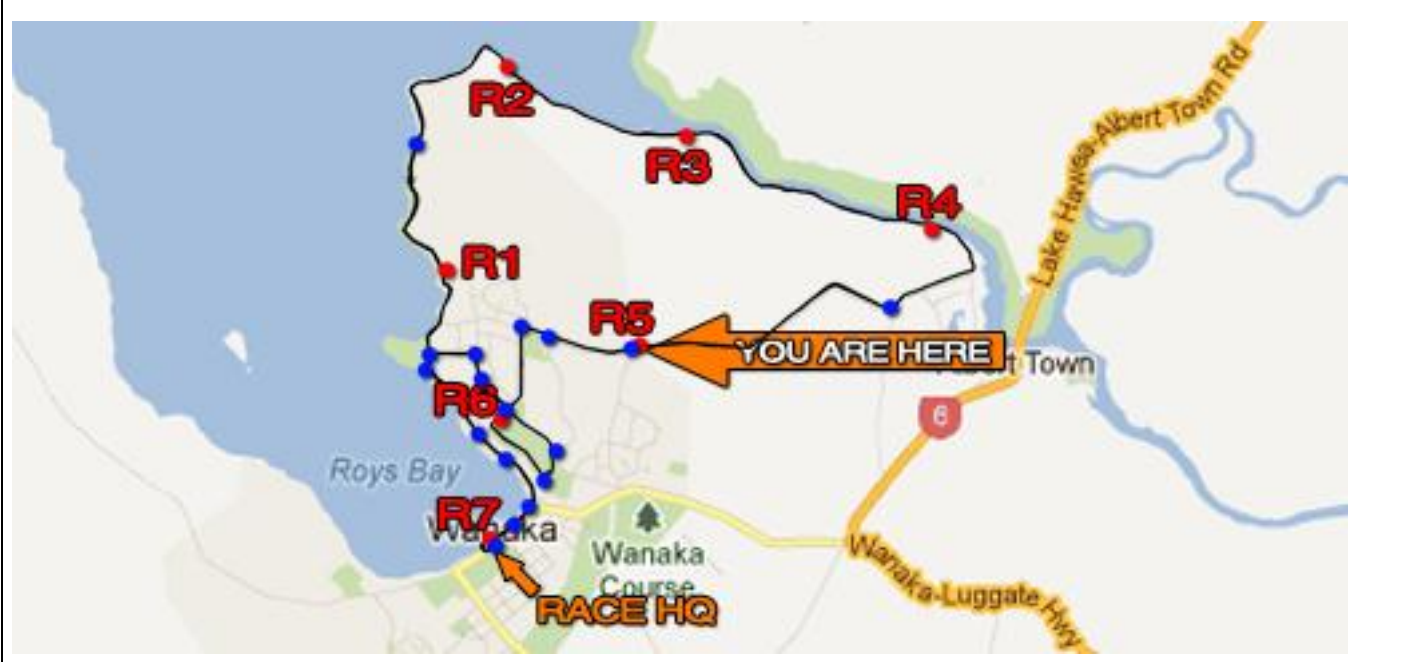 R2
R3
R4
Lake Hawea-Albert Town Rd
R1
R5
YOU ARE HERE
Albert Town
R6
6
Roys Bay
R7
Wanaka
Wanaka
Course
RACE HQ
Wanaka-Luggate Hwy